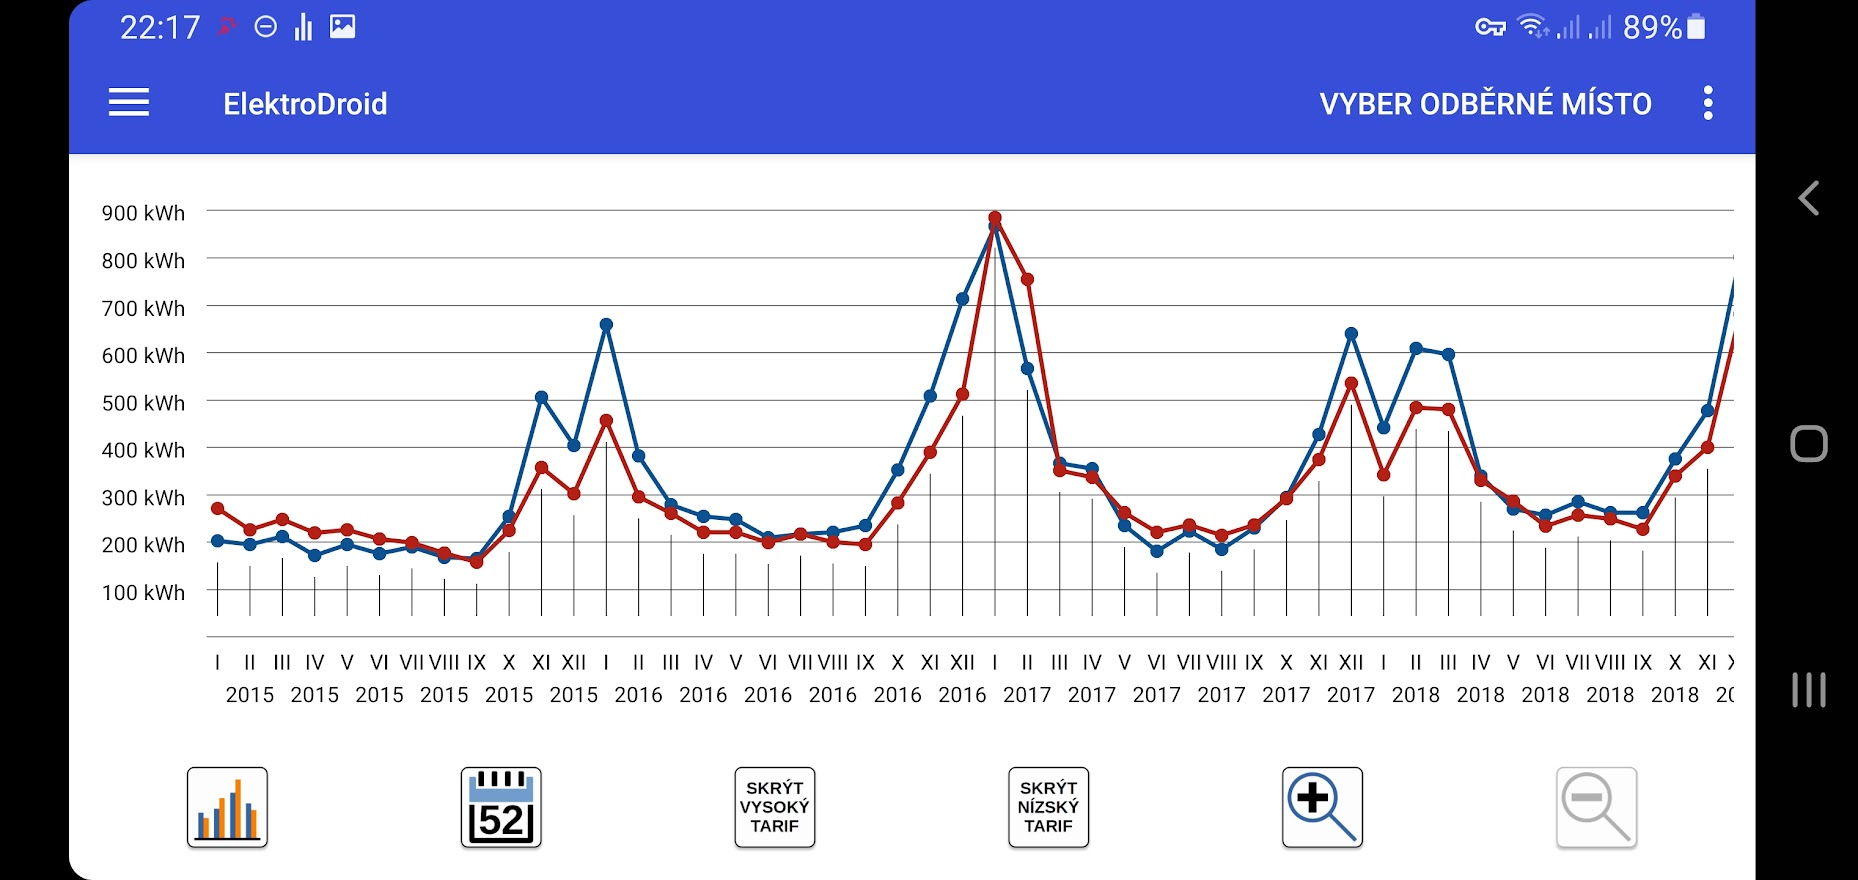 22:17
89%
ElektroDroid
VYBER ODBĚRNÉ MÍSTO
900 kWh
800 kWh
700 kWh
600 kWh
500 kWh
400 kWh
300 kWh
200 kWh
100 kWh
I II III IV V VI VII VIII IX X XI XII I II III IV V VI VII VIII IX X XI XII I II III IV V VI VII VIII IX X XI XII I II III IV V VI VII VIII IX X XI
2015 2015 2015 2015 2015 2015 2016 2016 2016 2016 2016 2016 2017 2017 2017 2017 2017 2017 2018 2018 2018 2018 2018
52
SKRÝT
VYSOKÝ
TARIF
SKRÝT
NÍZSKÝ
TARIF